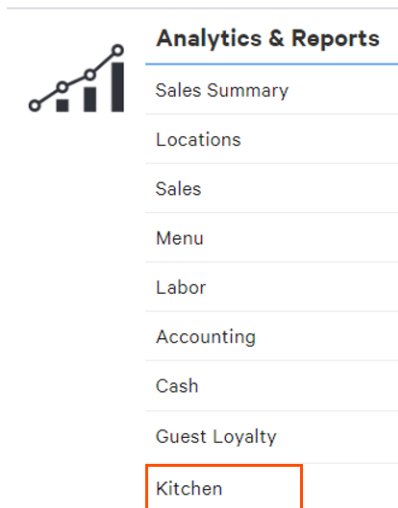 Analytics & Reports
Sales Summary
Locations
Sales
Menu
Labor
Accounting
Cash
Guest Loyalty
Kitchen